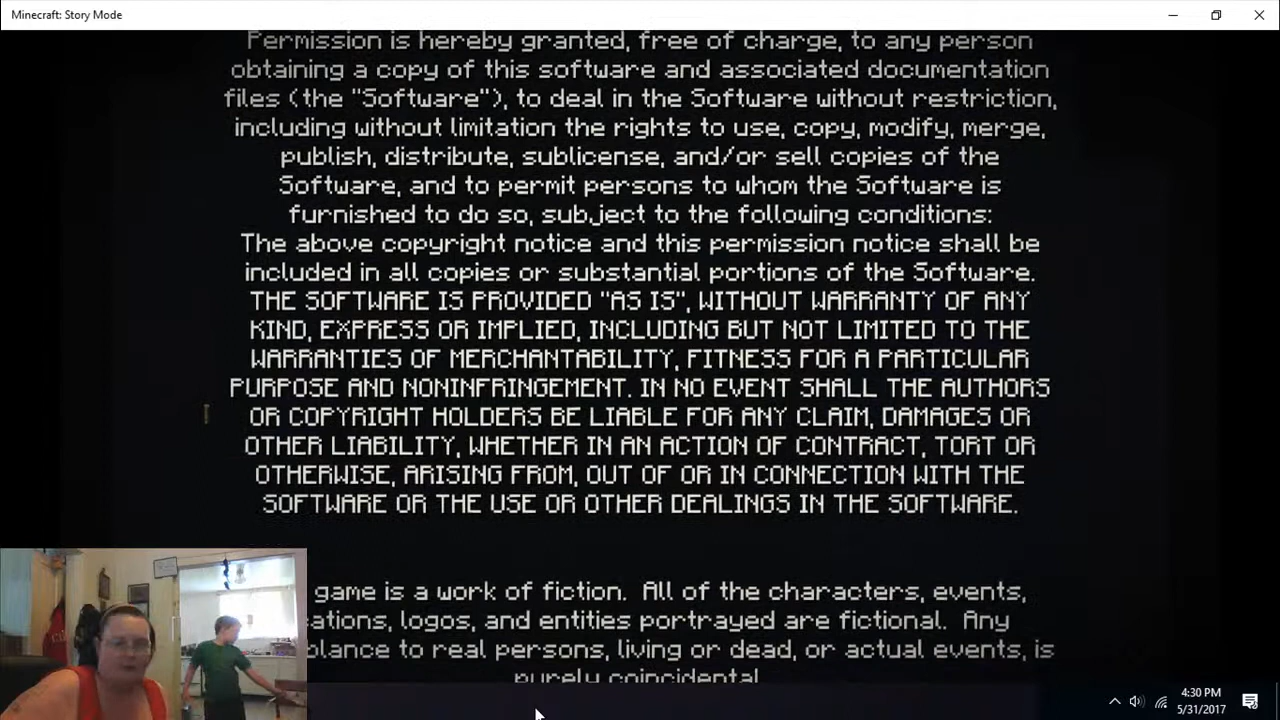 Minecraft: Story Mode
Permission is hereby granted, free of charge, to any person
obtaining a copy of this software and associated documentation
files (the "Software"), to deal in the Software without restriction,
including without limitation the rights to use, copy, modify, merge,
publish, distribute, sublicense, and/or sell copies of the
Software, and to permit persons to whom the Software is
furnished to do so, subject to the following conditions:
The above copyright notice and this permission notice shall be
included in all copies or substantial portions of the Software.
THE SOFTWARE IS PROVIDED "AS IS", WITHOUT WARRANTY OF ANY
KIND, EXPRESS OR IMPLIED, INCLUDING BUT NOT LIMITED TO THE
WARRANTIES OF MERCHANTABILITY, FITNESS FOR A PARTICULAR
PURPOSE AND NONINFRINGEMENT. IN NO EVENT SHALL THE AUTHORS
OR COPYRIGHT HOLDERS BE LIABLE FOR ANY CLAIM, DAMAGES OR
OTHER LIABILITY, WHETHER IN AN ACTION OF CONTRACT, TORT OR
OTHERWISE, ARISING FROM, OUT OF OR IN CONNECTION WITH THE
SOFTWARE OR THE USE OR OTHER DEALINGS IN THE SOFTWARE.
game is a work of fiction. All of the characters, events,
logos, and entities portrayed are fictional. Any
to real persons, living or dead, or actual events, is
purely coincidental
4:30 PM
5/31/2017